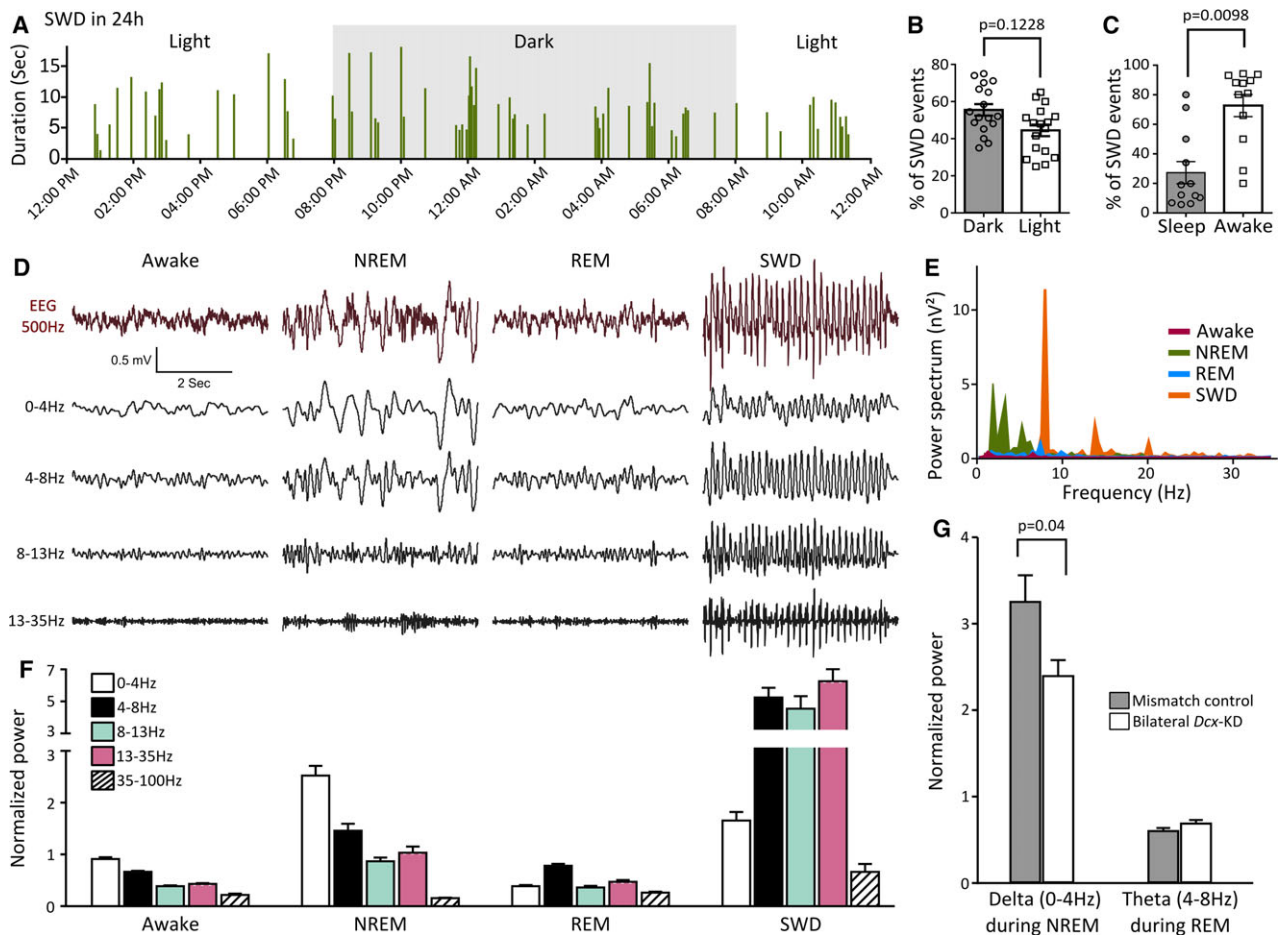 A
SWD in 24h
Light
Dark
Light
Duration (Sec)
15
10
5
0
12:00 PM
02:00 PM
04:00 PM
06:00 PM
08:00 PM
10:00 PM
12:00 AM
02:00 AM
04:00 AM
06:00 AM
08:00 AM
10:00 AM
12:00 AM
B
p=0.1228
% of SWD events
80
60
40
20
0
Dark
Light
C
p=0.0098
% of SWD events
100
80
60
40
20
0
Sleep
Awake
D
Awake
NREM
REM
SWD
EEG
500Hz
0.5 mV
2 Sec
0-4Hz
4-8Hz
8-13Hz
13-35Hz
E
Power spectrum (nV²)
10
5
0
0
10
20
30
Frequency (Hz)
Awake
NREM
REM
SWD
F
Normalized power
7
5
3
3
2
1
0
0-4Hz
4-8Hz
8-13Hz
13-35Hz
35-100Hz
Awake
NREM
REM
SWD
G
p=0.04
Normalized power
4
3
2
1
0
Mismatch control
Bilateral Dcx-KD
Delta (0-4Hz)
during NREM
Theta (4-8Hz)
during REM